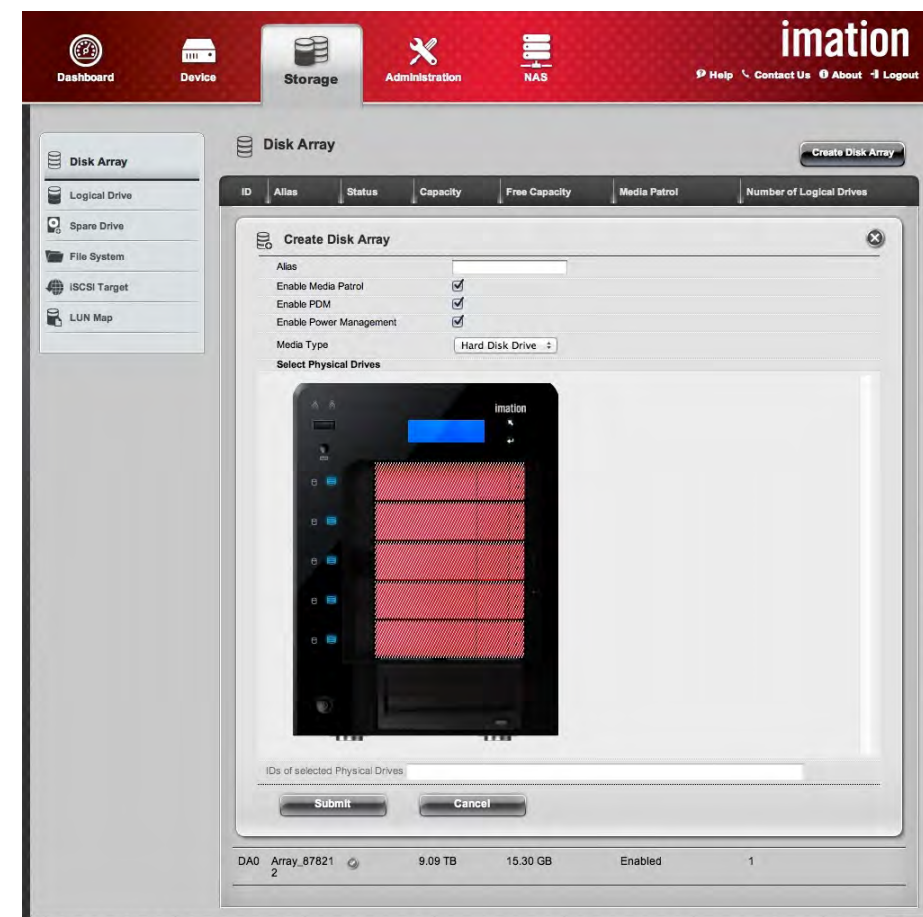 imation
Dashboard
Device
Storage
Administration
NAS
Help Contact Us About Logout
Disk Array
Logical Drive
Spare Drive
File System
iSCSI Target
LUN Map
Disk Array
Create Disk Array
ID Alias Status Capacity Free Capacity Media Patrol Number of Logical Drives
Create Disk Array
Alias
Enable Media Patrol
Enable PDM
Enable Power Management
Media Type Hard Disk Drive
Select Physical Drives
imation
IDs of selected Physical Drives
Submit Cancel
DA0 Array_87821 9.09 TB 15.30 GB Enabled 1
2